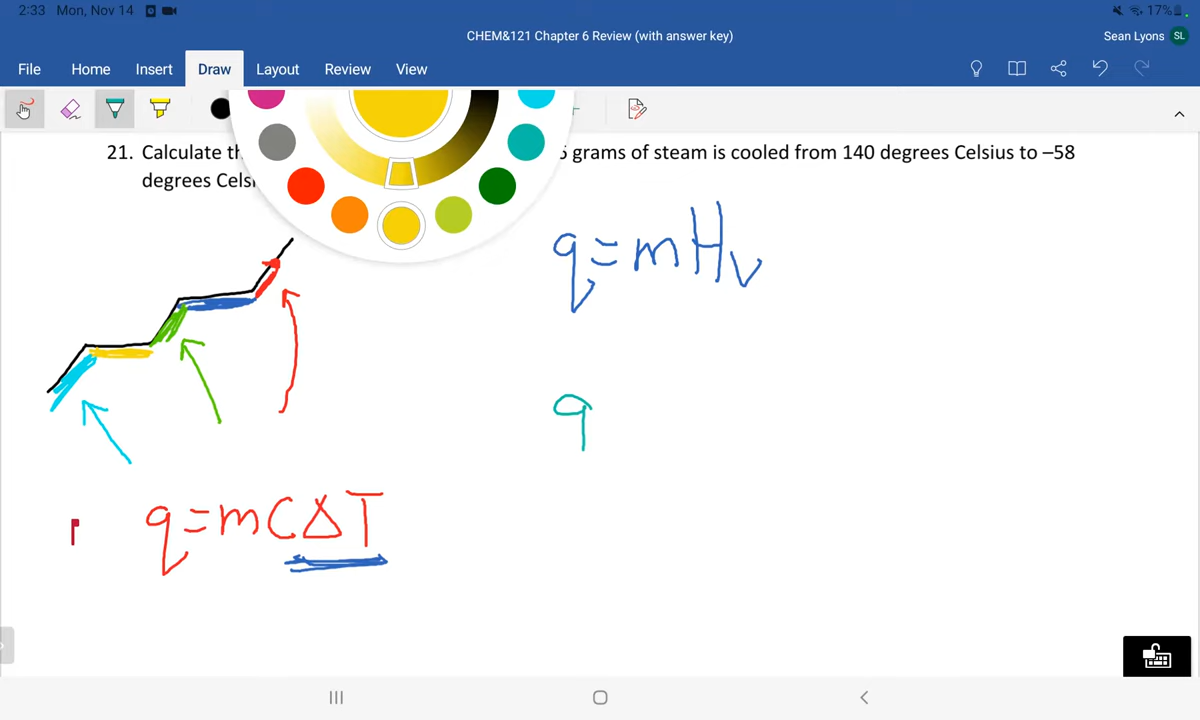 2:33 Mon, Nov 14
17%
CHEM&121 Chapter 6 Review (with answer key)
Sean Lyons SL
File Home Insert Draw Layout Review View
21. Calculate grams of steam is cooled from 140 degrees Celsius to –58
degrees
q=mHv
q
q=mCΔT